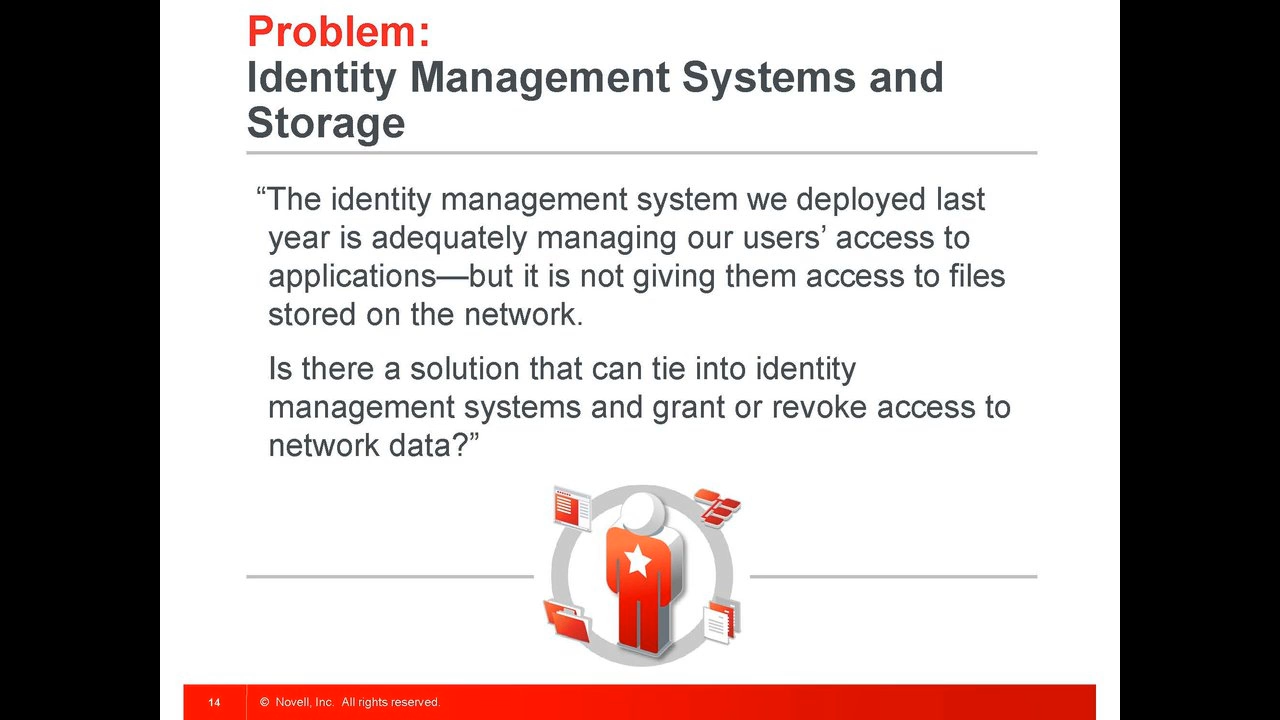 Problem:
Identity Management Systems and
Storage
“The identity management system we deployed last
year is adequately managing our users’ access to
applications—but it is not giving them access to files
stored on the network.
Is there a solution that can tie into identity
management systems and grant or revoke access to
network data?”
14
© Novell, Inc. All rights reserved.